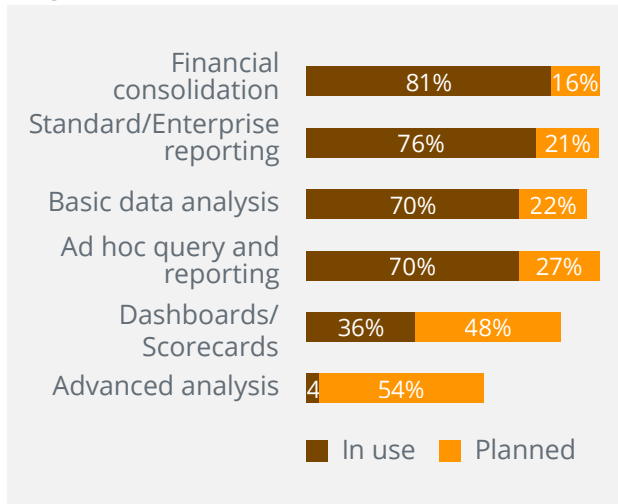 Financial
consolidation
81% 16%
Standard/Enterprise
reporting
76% 21%
Basic data analysis
70% 22%
Ad hoc query and
reporting
70% 27%
Dashboards/
Scorecards
36% 48%
Advanced analysis
4 54%
In use Planned